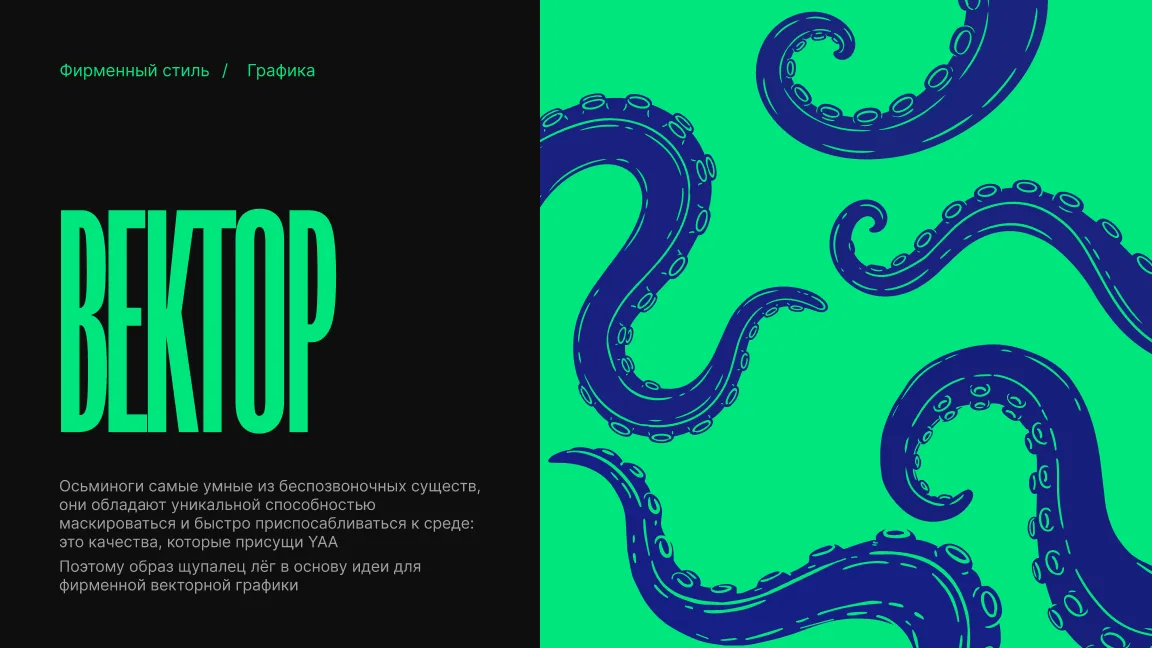 Фирменный стиль / Графика
ВЕКТОР
Осьминоги самые умные из беспозвоночных существ,
они обладают уникальной способностью
маскироваться и быстро приспосабливаться к среде:
это качества, которые присущи YAA
Поэтому образ щупалец лёг в основу идеи для
фирменной векторной графики